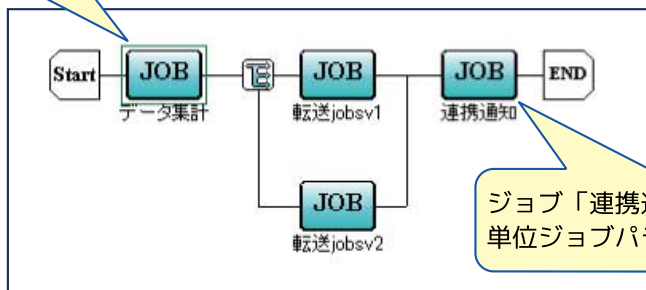 Start
JOB
JOB
JOB
END
データ集計
転送jobsv1
連携通知
JOB
転送jobsv2
ジョブ「連携
単位ジョブパ